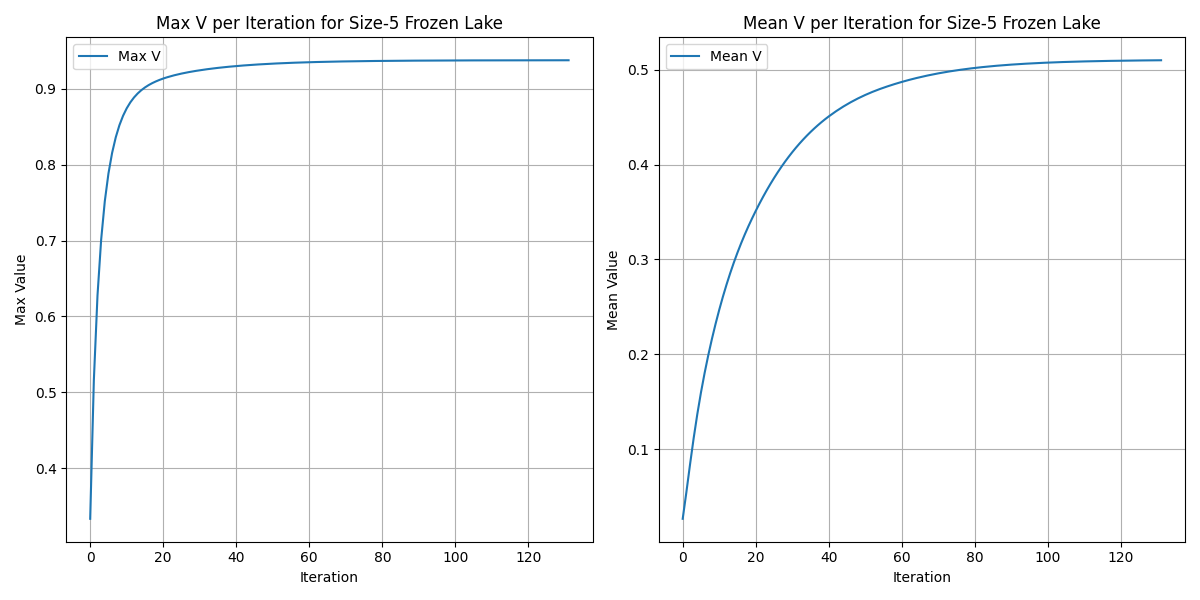 Max V per Iteration for Size-5 Frozen Lake
Max V
Max Value
0.9
0.8
0.7
0.6
0.5
0.4
0 20 40 60 80 100 120
Iteration
Mean V per Iteration for Size-5 Frozen Lake
Mean V
Mean Value
0.5
0.4
0.3
0.2
0.1
0 20 40 60 80 100 120
Iteration